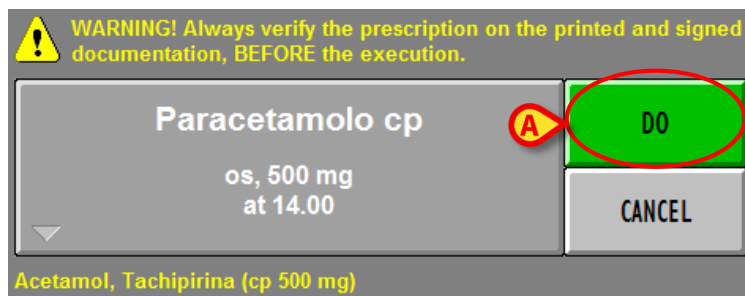 WARNING! Always verify the prescription on the printed and signed
documentation, BEFORE the execution.
Paracetamolo cp
A
DO
os, 500 mg
at 14.00
CANCEL
Acetamol, Tachipirina (cp 500 mg)